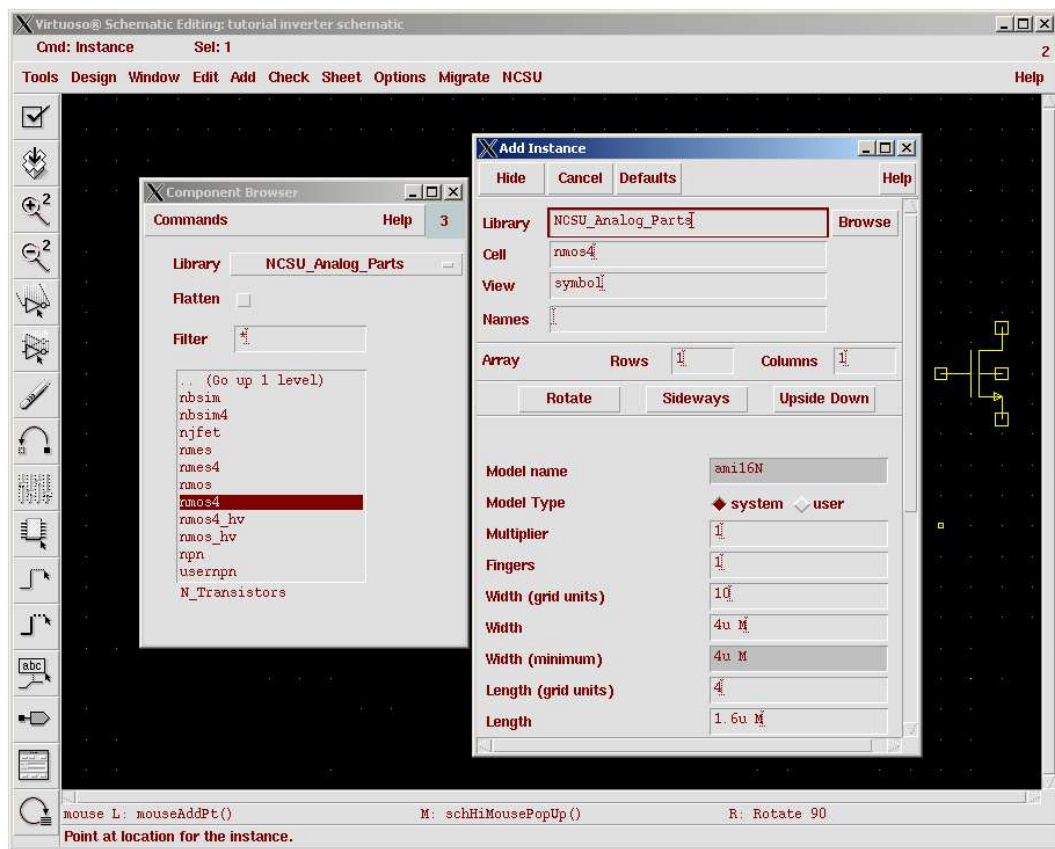 Virtuoso® Schematic Editing: tutorial inverter schematic
Cmd: Instance Sel: 1
2
Tools Design Window Edit Add Check Sheet Options Migrate NCSU Help
Component Browser
Commands Help 3
Library NCSU_Analog_Parts
Flatten
Filter *
.. (Go up 1 level)
nbsim
nbsim4
njfet
nmes
nmes4
nmos
nmos4
nmos4_hv
nmos_hv
npn
usernpn
N_Transistors
Add Instance
Hide Cancel Defaults Help
Library NCSU_Analog_Parts Browse
Cell nmos4
View symbol
Names
Array Rows 1 Columns 1
Rotate Sideways Upside Down
Model name ami16N
Model Type system user
Multiplier 1
Fingers 1
Width (grid units) 10
Width 4u M
Width (minimum) 4u M
Length (grid units) 4
Length 1.6u M
2
2
abc
mouse L: mouseAddPt() M: schHiMousePopUp() R: Rotate 90
Point at location for the instance.